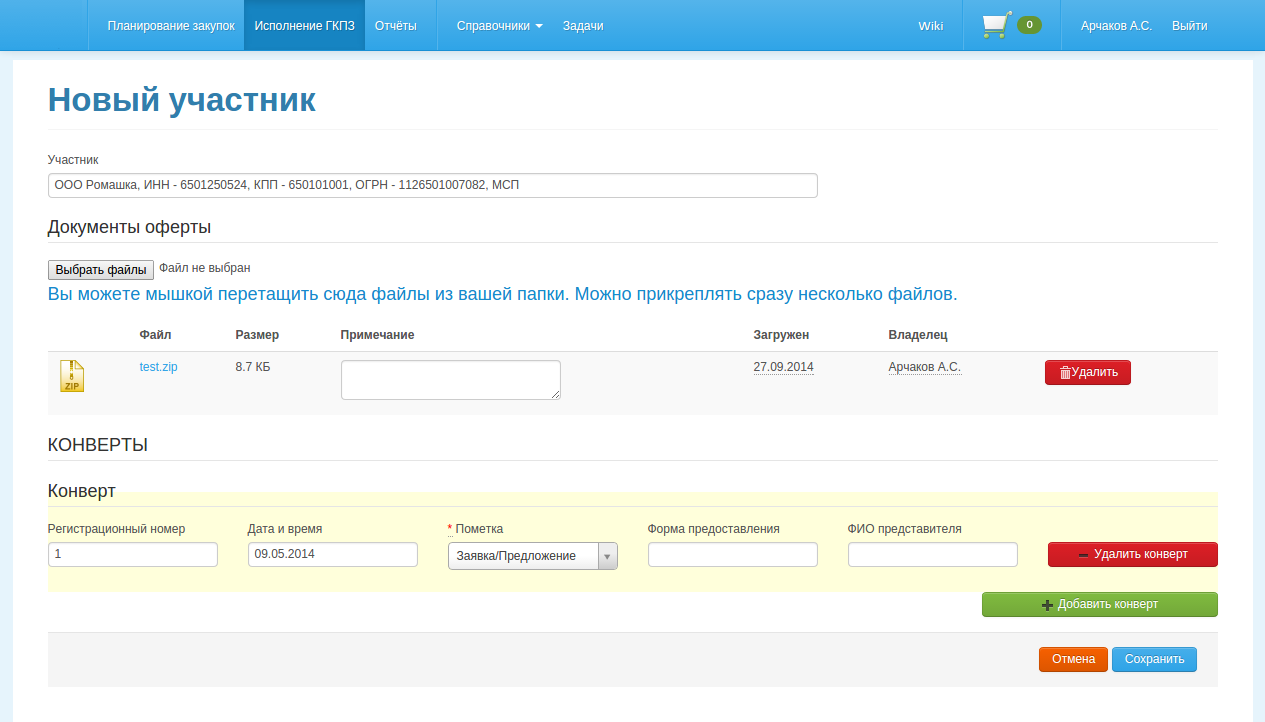 Планирование закупок Исполнение ГКПЗ Отчёты Справочники Задачи Wiki 0 Арчаков А.С. Выйти
Новый участник
Участник
ООО Ромашка, ИНН - 6501250524, КПП - 650101001, ОГРН - 1126501007082, МСП
Документы оферты
Выбрать файлы Файл не выбран
Вы можете мышкой перетащить сюда файлы из вашей папки. Можно прикреплять сразу несколько файлов.
Файл Размер Примечание Загружен Владелец
ZIP test.zip 8.7 КБ 27.09.2014 Арчаков А.С. Удалить
КОНВЕРТЫ
Конверт
Регистрационный номер Дата и время * Пометка Форма предоставления ФИО представителя
1 09.05.2014 Заявка/Предложение Удалить конверт
Добавить конверт
Отмена Сохранить